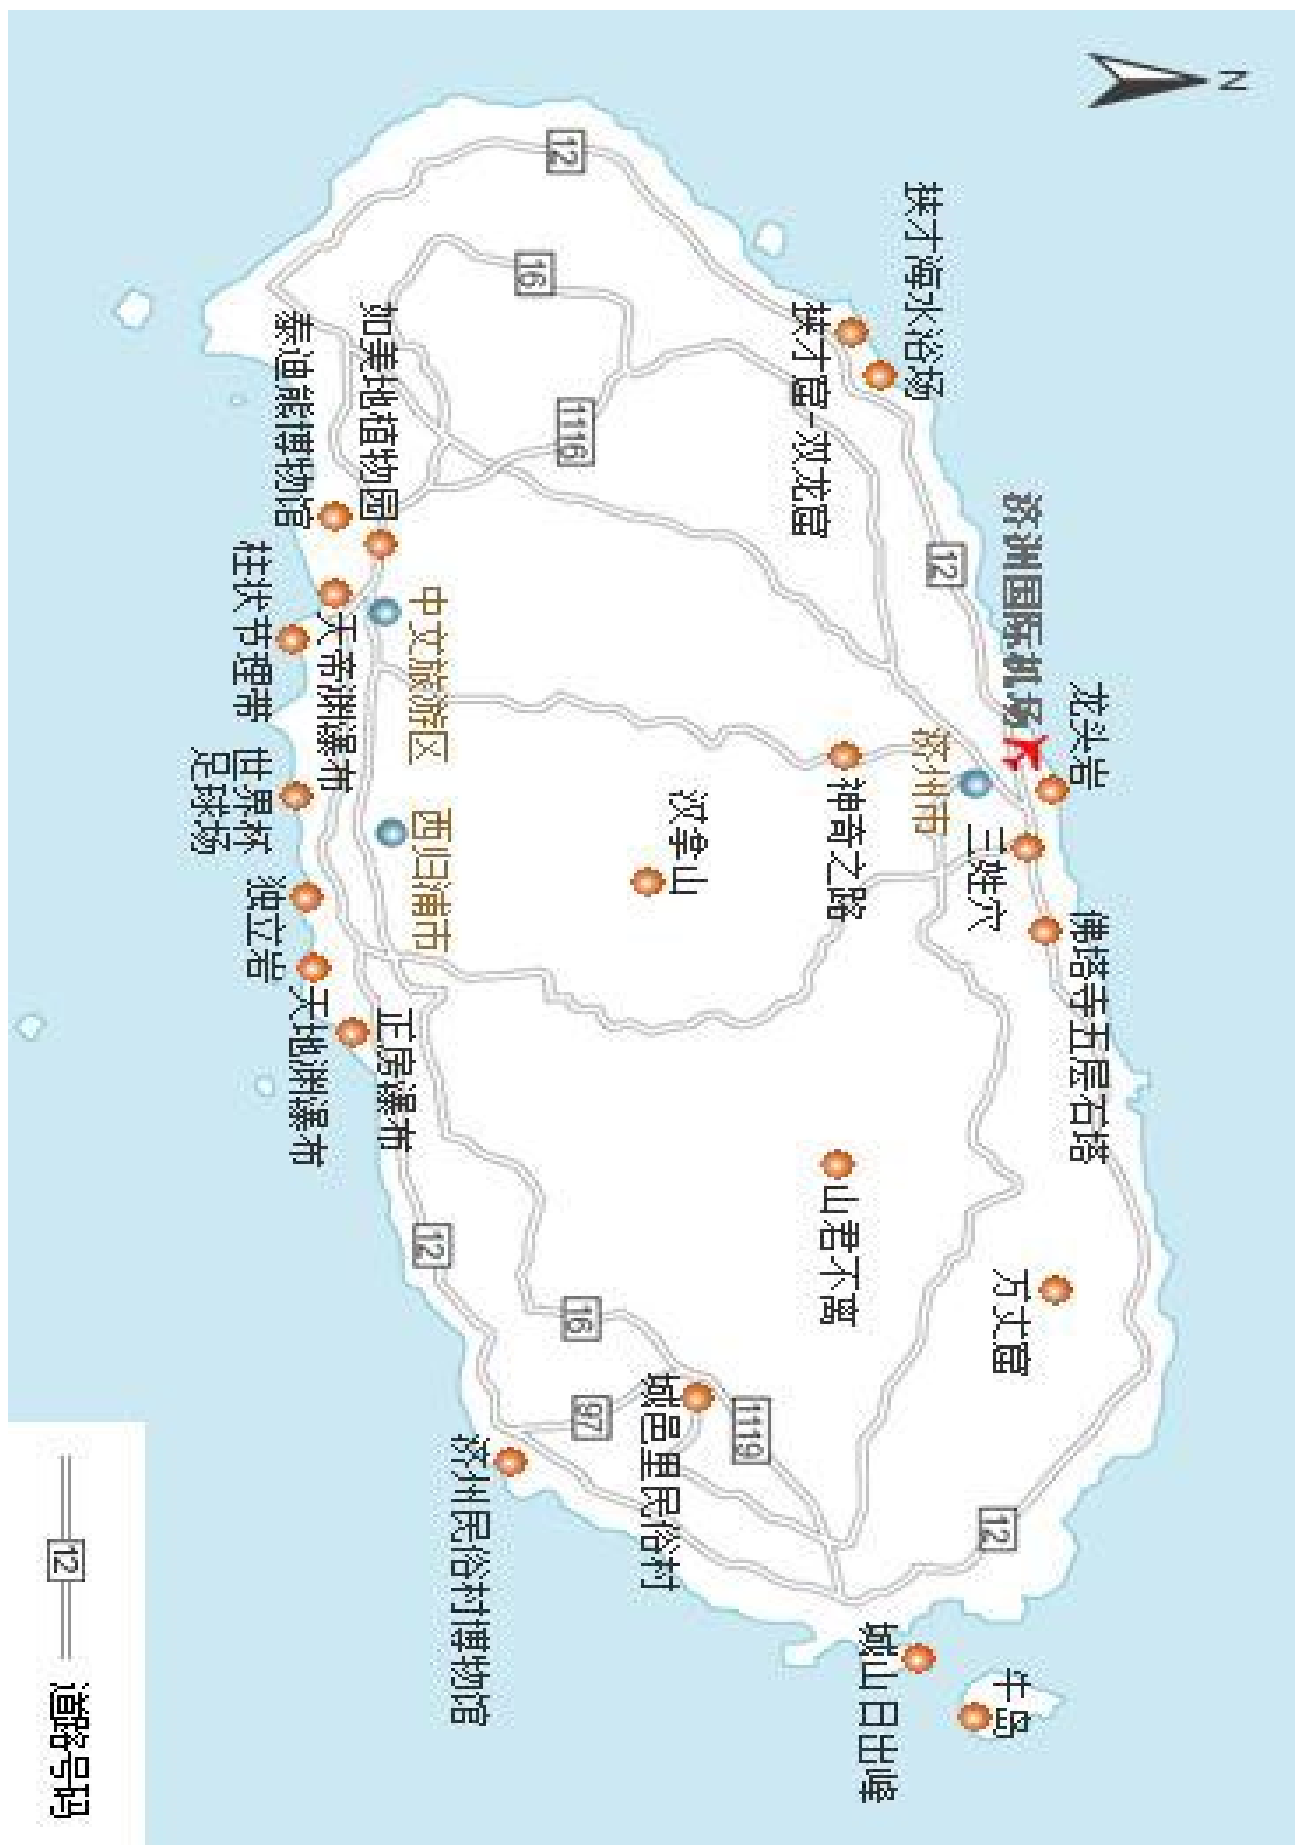 N
12
16
挟才海水浴场
挟才窟-双龙窟
如美地植物园
泰迪熊博物馆
1116
济洲国际机场
12
柱状节理带
天帝渊瀑布
中文旅游区
龙头岩
济州市
神奇之路
三姓穴
汉拿山
世界杯
足球场
西归浦市
独立岩
天地渊瀑布
正房瀑布
佛塔寺五层石塔
山君不离
万丈窟
12
16
97
1119
城邑里民俗村
济州民俗村博物馆
12
城山日出峰
牛岛
12
道路号码